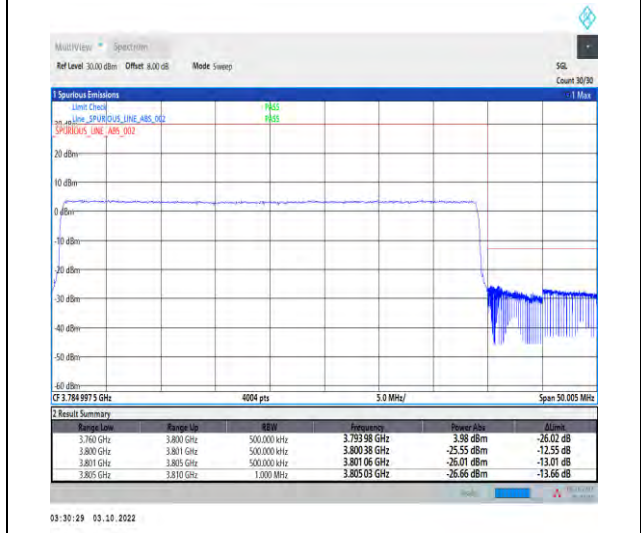 MultiView Spectrum
Ref Level 30.00 dBm Offset 8.00 dB Mode Sweep SGL
Count 30/30
1 Spurious Emissions 1 Max
Limit Check PASS
Line _SPURIOUS_LINE_ABS_002 PASS
_SPURIOUS_LINE_ABS_002
20 dBm
10 dBm
0 dBm
-10 dBm
-20 dBm
-30 dBm
-40 dBm
-50 dBm
-60 dBm
CF 3.784 997 5 GHz 4004 pts 5.0 MHz/ Span 50.005 MHz
2 Result Summary
Range Low Range Up RBW Frequency Power Abs ΔLimit
3.760 GHz 3.800 GHz 500.000 kHz 3.793 98 GHz 3.98 dBm -26.02 dB
3.800 GHz 3.801 GHz 500.000 kHz 3.800 38 GHz -25.55 dBm -12.55 dB
3.801 GHz 3.805 GHz 500.000 kHz 3.801 06 GHz -26.01 dBm -13.01 dB
3.805 GHz 3.810 GHz 1.000 MHz 3.805 03 GHz -26.66 dBm -13.66 dB
03:30:29 03.10.2022